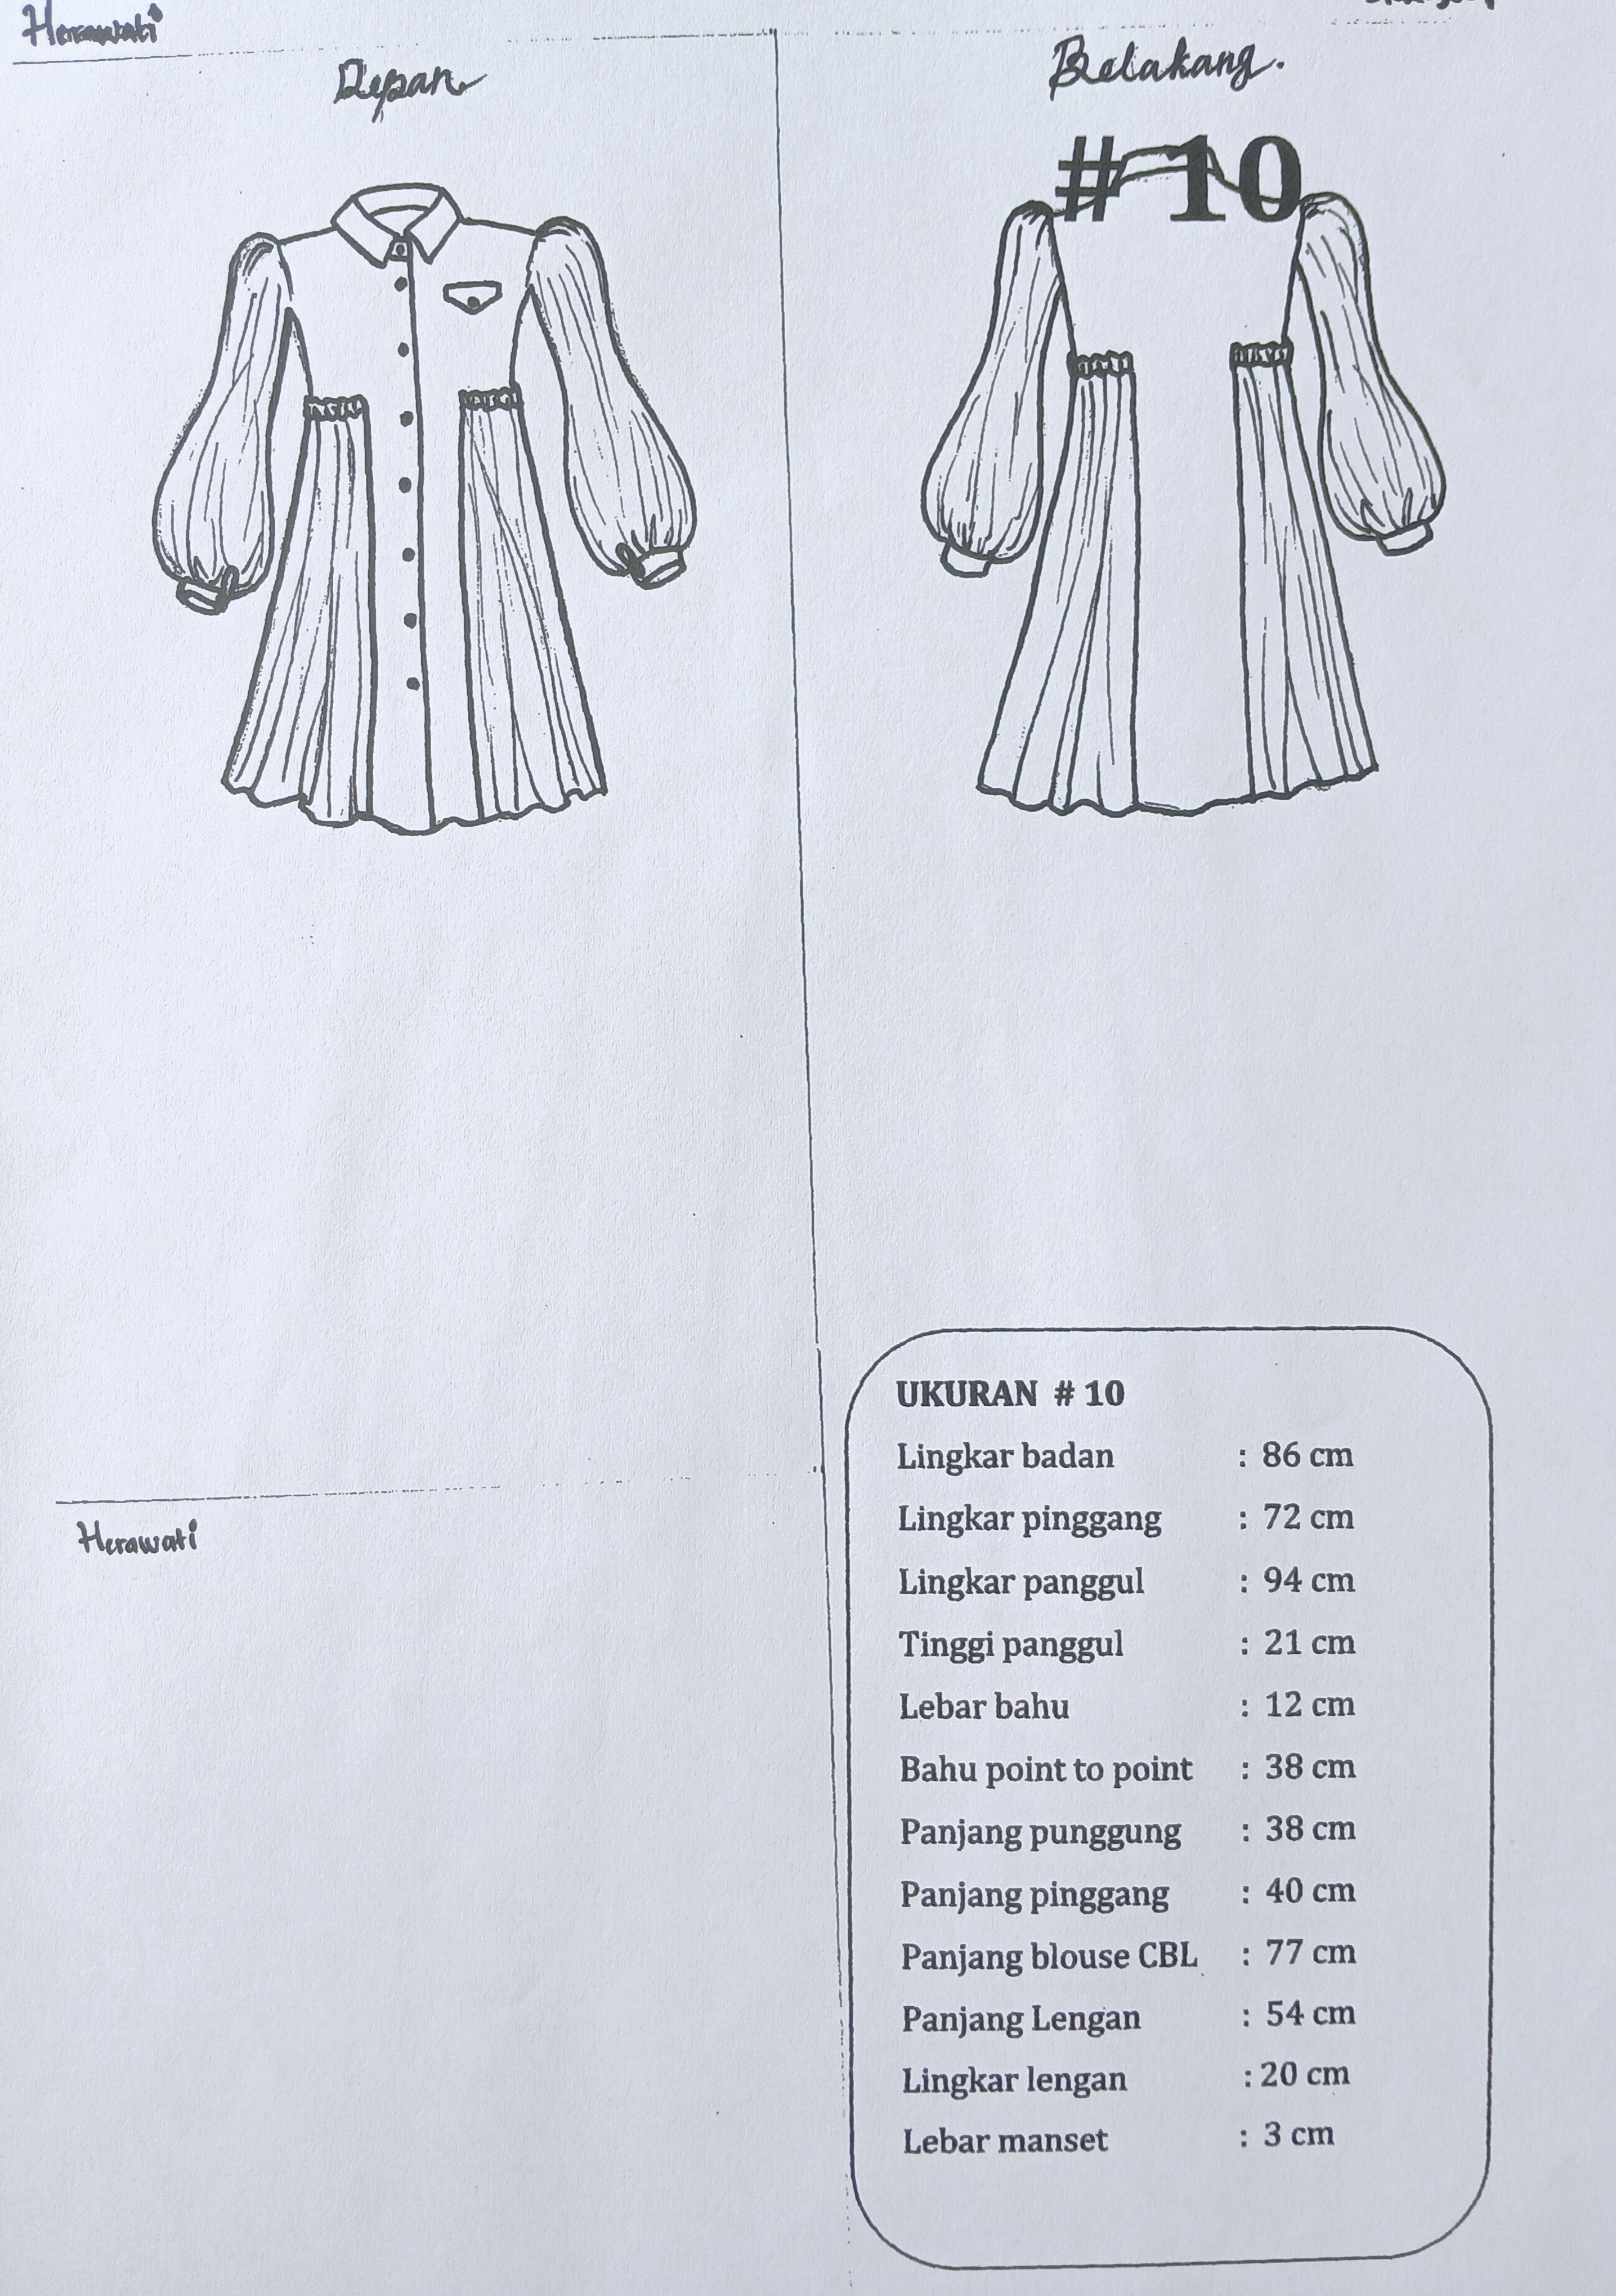 Herawati
Depan
Belakang.
# 10
UKURAN # 10
Lingkar badan : 86 cm
Lingkar pinggang : 72 cm
Lingkar panggul : 94 cm
Tinggi panggul : 21 cm
Lebar bahu : 12 cm
Bahu point to point : 38 cm
Panjang punggung : 38 cm
Panjang pinggang : 40 cm
Panjang blouse CBL : 77 cm
Panjang Lengan : 54 cm
Lingkar lengan : 20 cm
Lebar manset : 3 cm
Herawati